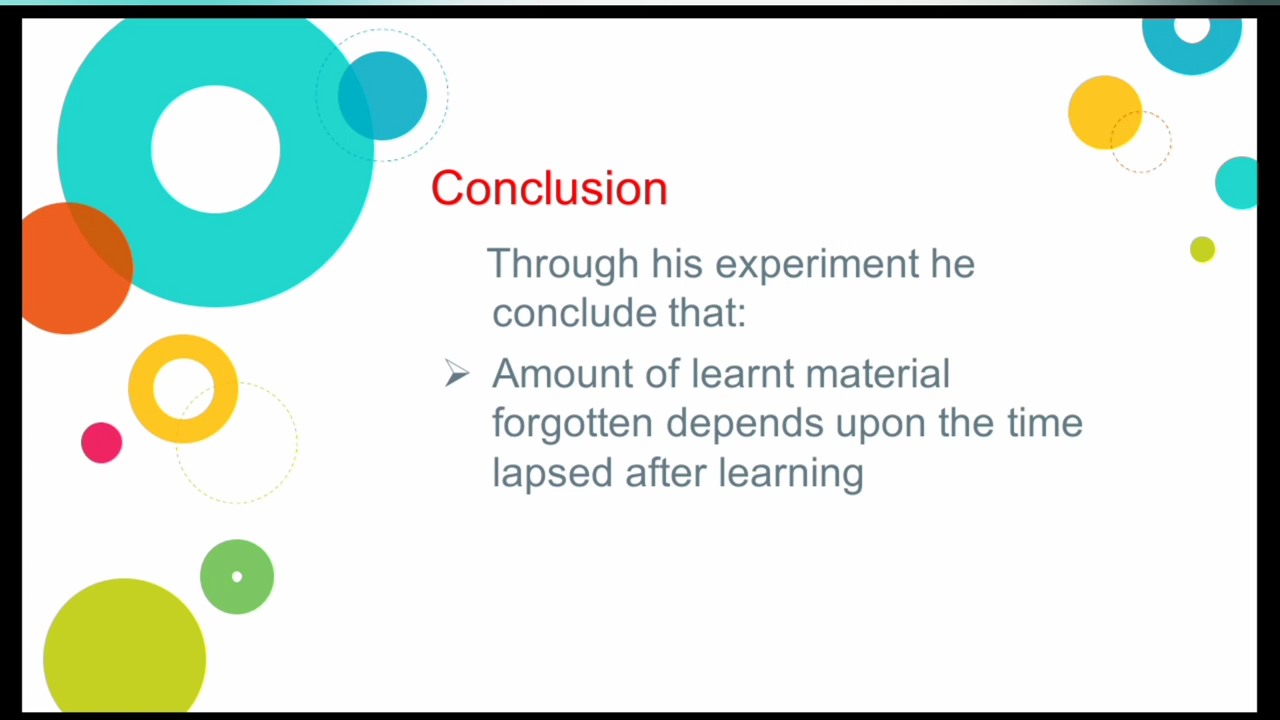 Conclusion
Through his experiment he
conclude that:
➢ Amount of learnt material
forgotten depends upon the time
lapsed after learning